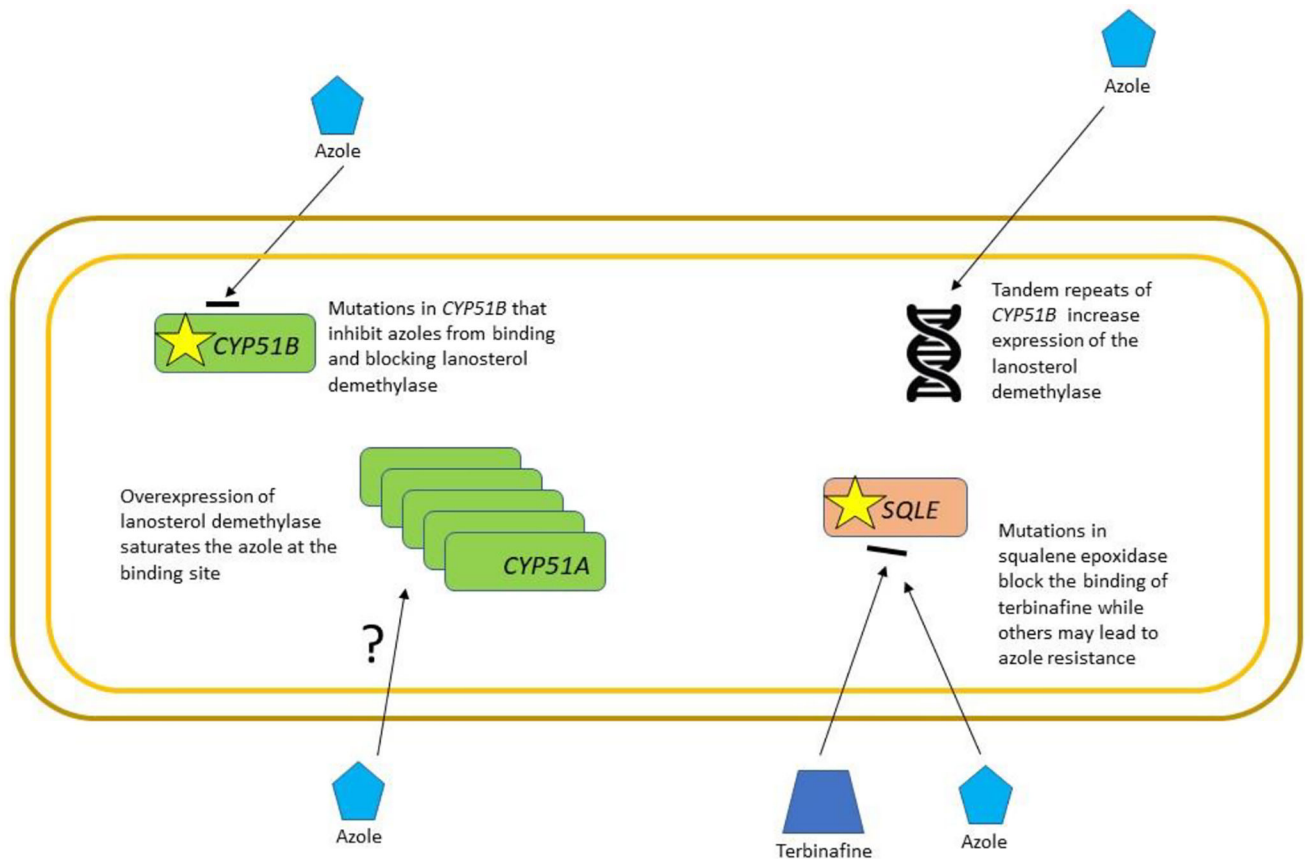 Azole
Azole
CYP51B
Mutations in CYP51B that
inhibit azoles from binding
and blocking lanosterol
demethylase
Tandem repeats of
CYP51B increase
expression of the
lanosterol
demethylase
Overexpression of
lanosterol demethylase
saturates the azole at the
binding site
CYP51A
?
SQLE
Mutations in
squalene epoxidase
block the binding of
terbinafine while
others may lead to
azole resistance
Azole
Terbinafine
Azole